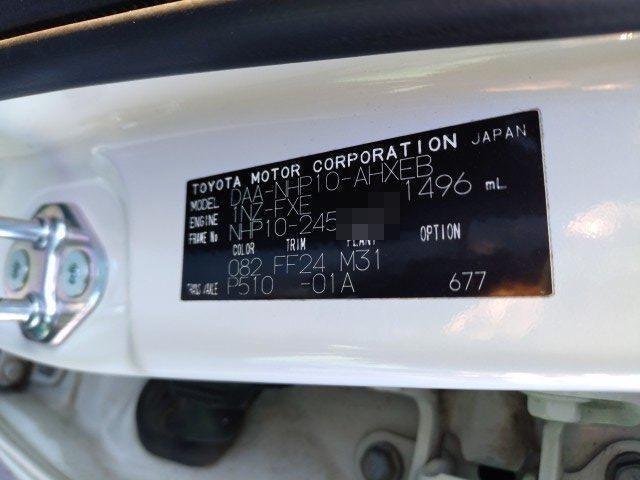 TOYOTA MOTOR CORPORATION JAPAN
MODEL DAA-NHP10-AHXEB
ENGINE 1NZ-FXE 1496 mL
FRAME No NHP10-245
COLOR TRIM PLANT OPTION
082 FF24 M31
TRANS AXLE P510 -01A 677